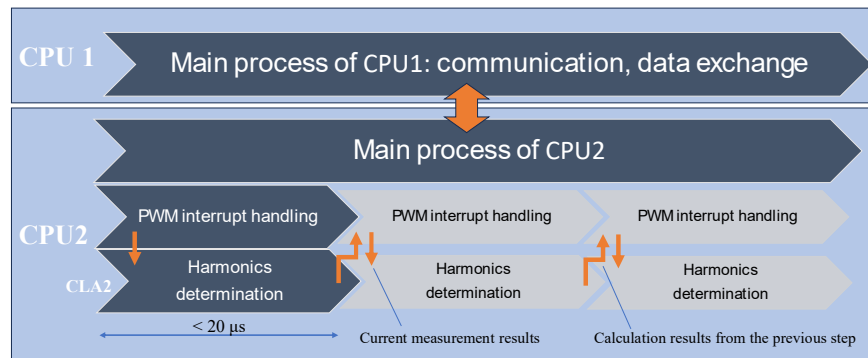 CPU 1
Main process of CPU1: communication, data exchange
Main process of CPU2
CPU2
PWM interrupt handling
PWM interrupt handling
PWM interrupt handling
CLA2
Harmonics
determination
Harmonics
determination
Harmonics
determination
< 20 μs
Current measurement results
Calculation results from the previous step